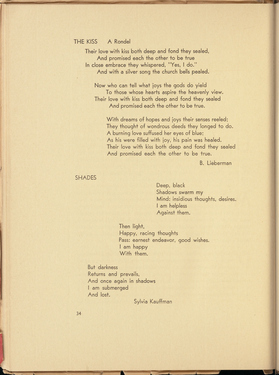 THE KISS A Rondel
Their love with kiss both deep and fond they sealed,
And promised each the other to be true
In close embrace they whispered, "Yes, I do."
And with a silver song the church bells pealed.
Now who can tell what joys the gods do yield
To those whose hearts aspire the heavenly view.
Their love with kiss both deep and fond they sealed
And promised each the other to be true.
With dreams of hopes and joys their senses reeled:
They thought of wondrous deeds they longed to do.
A burning love suffused her eyes of blue;
As his were filled with joy, his pain was healed.
Their love with kiss both deep and fond they sealed
And promised each the other to be true.
B. Lieberman
SHADES
Deep, black
Shadows swarm my
Mind: insidious thoughts, desires.
I am helpless
Against them.
Then light,
Happy, racing thoughts
Pass: earnest endeavor, good wishes.
I am happy
With them.
But darkness
Returns and prevails.
And once again in shadows
I am submerged
And lost.
Sylvia Kauffman
34